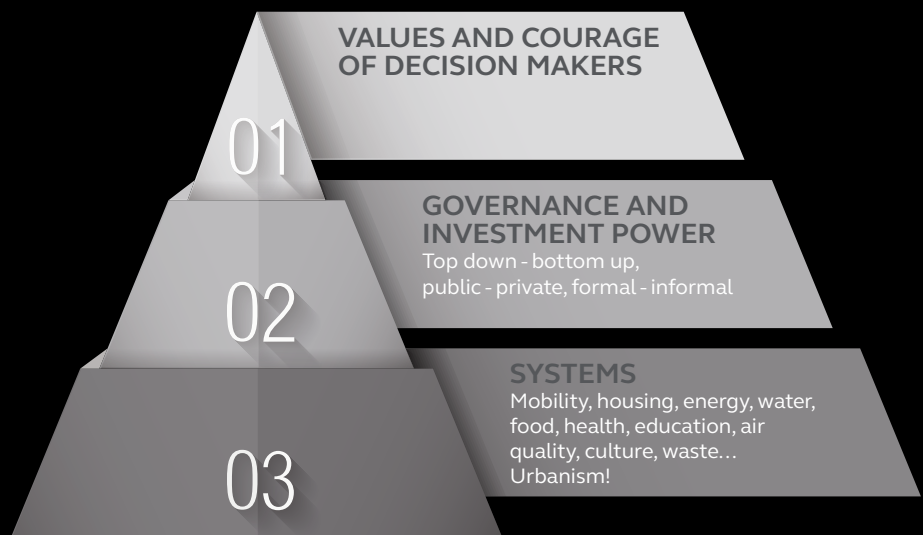 VALUES AND COURAGE
OF DECISION MAKERS
01
GOVERNANCE AND
INVESTMENT POWER
Top down - bottom up,
public - private, formal - informal
02
SYSTEMS
Mobility, housing, energy, water,
food, health, education, air
quality, culture, waste...
Urbanism!
03